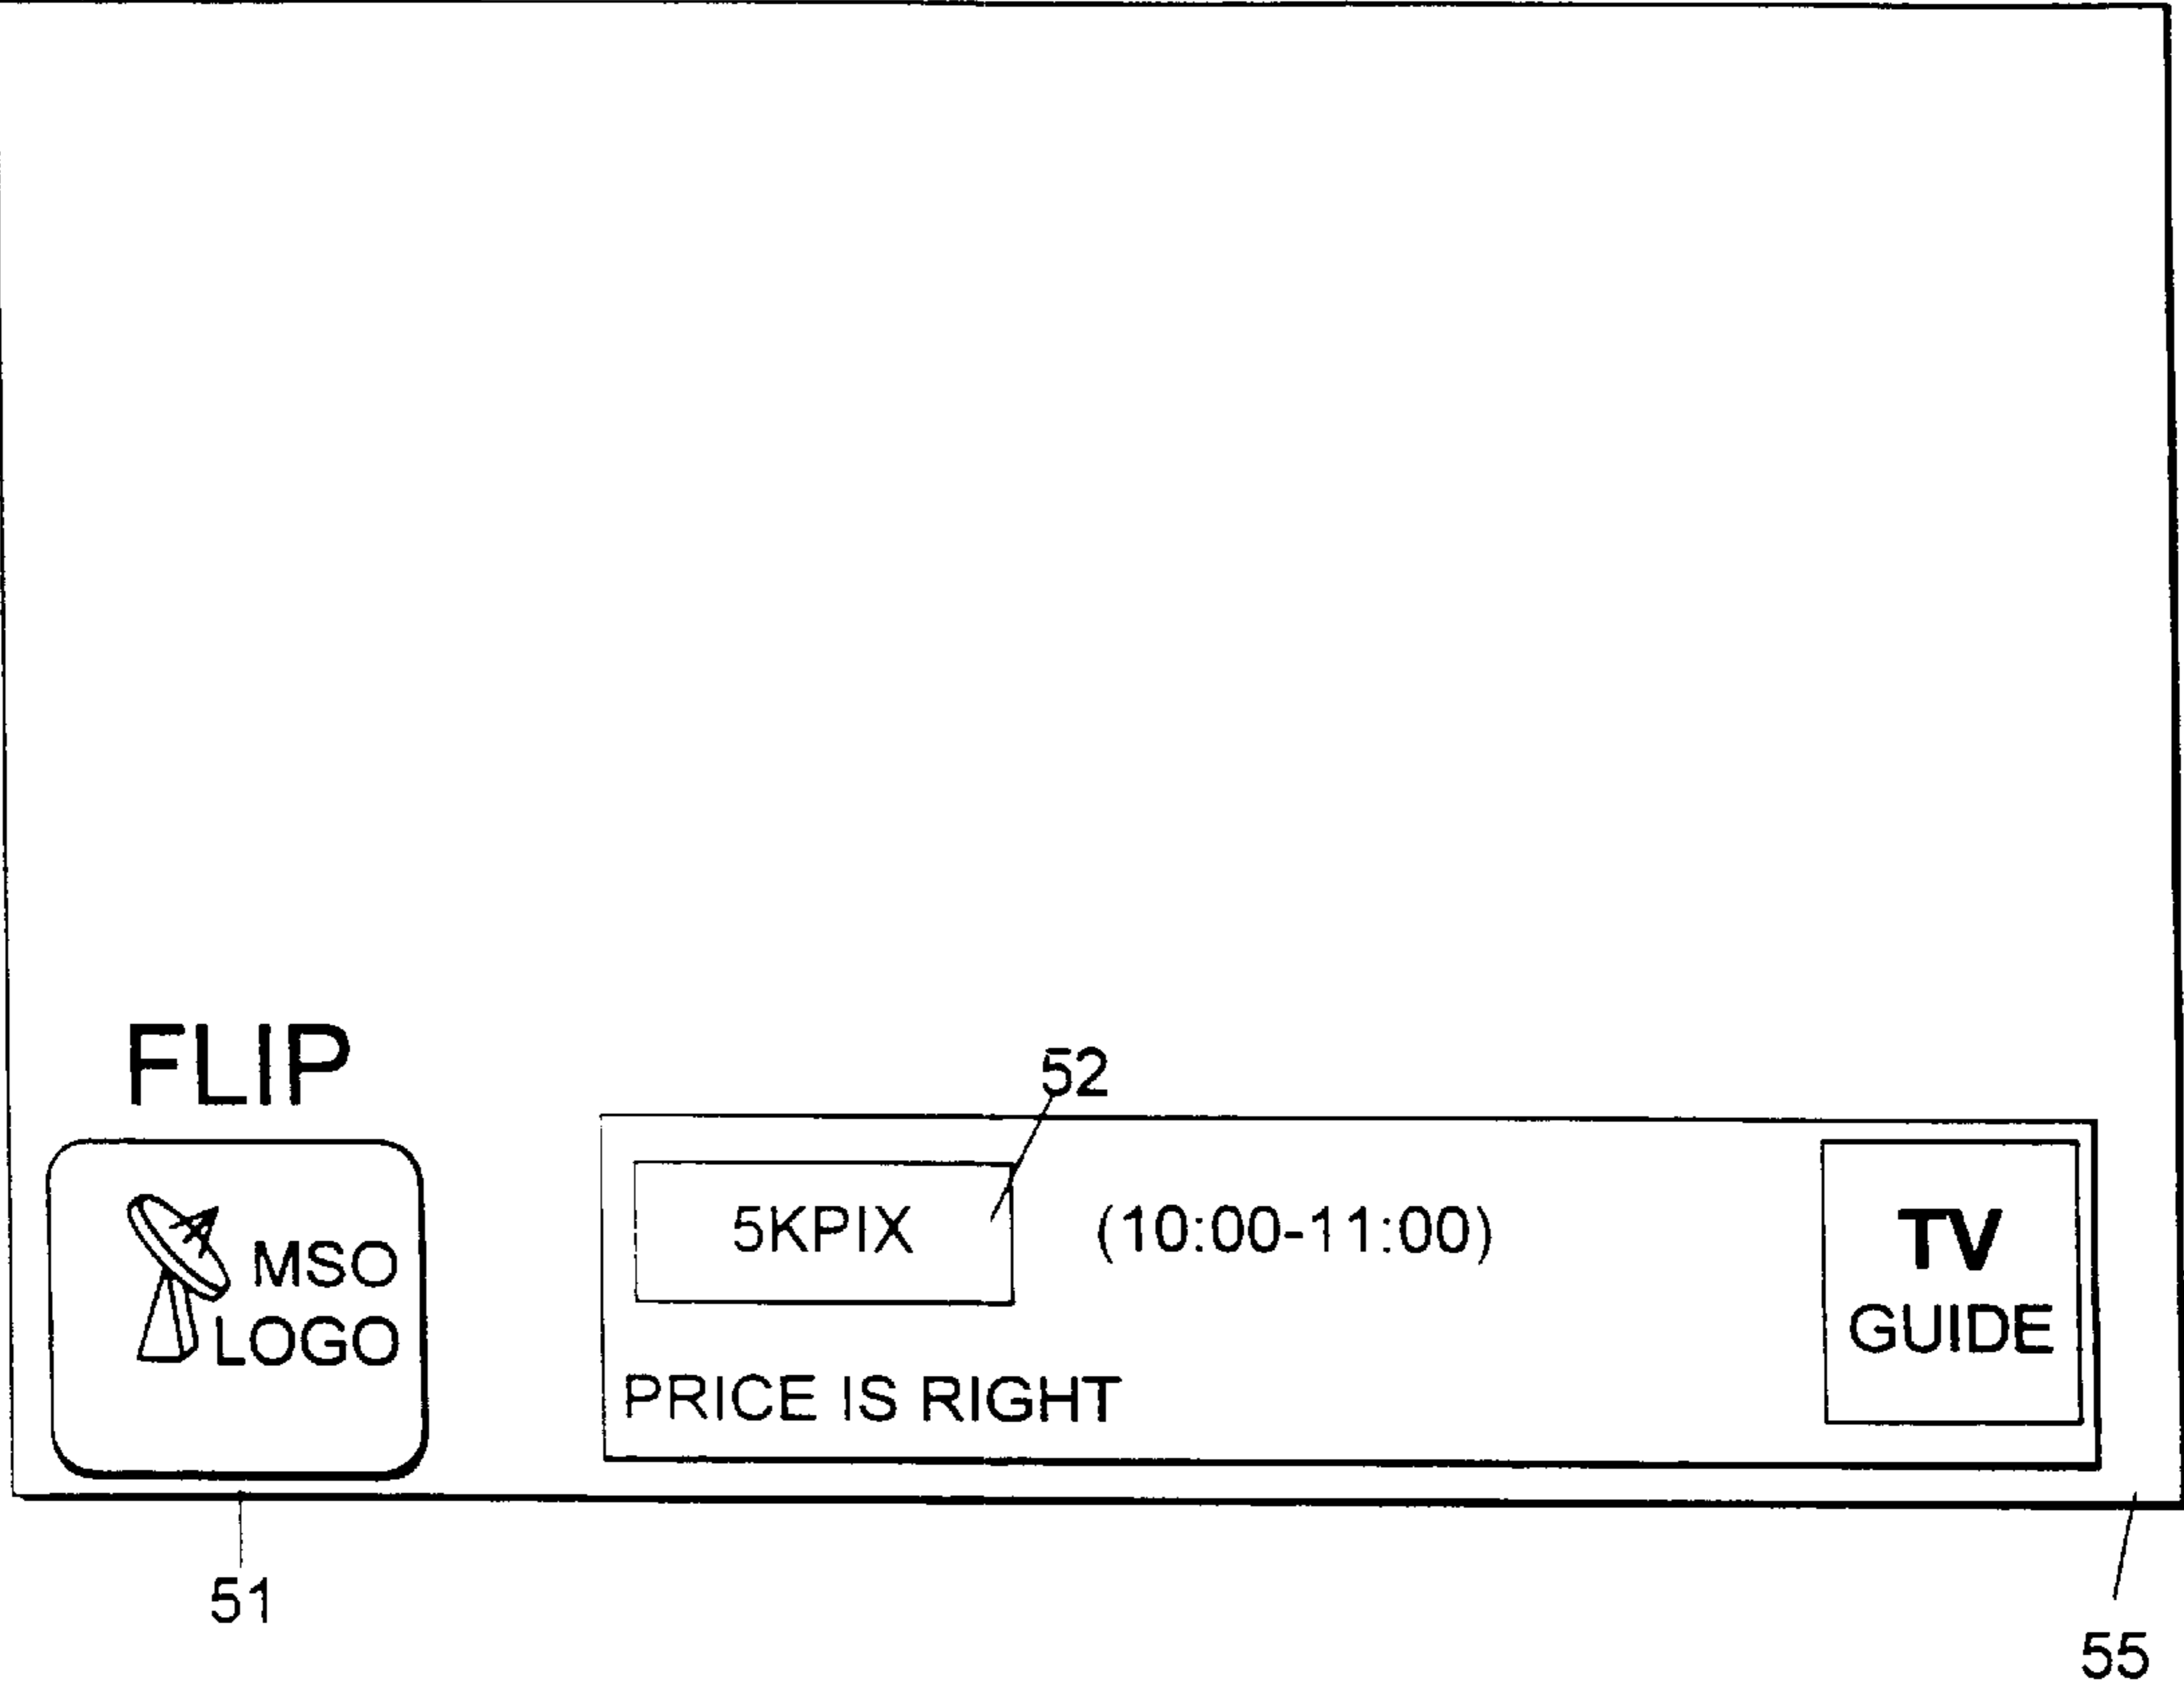 FLIP
52
5KPIX (10:00-11:00)
TV
GUIDE
MSO
LOGO
PRICE IS RIGHT
51
55